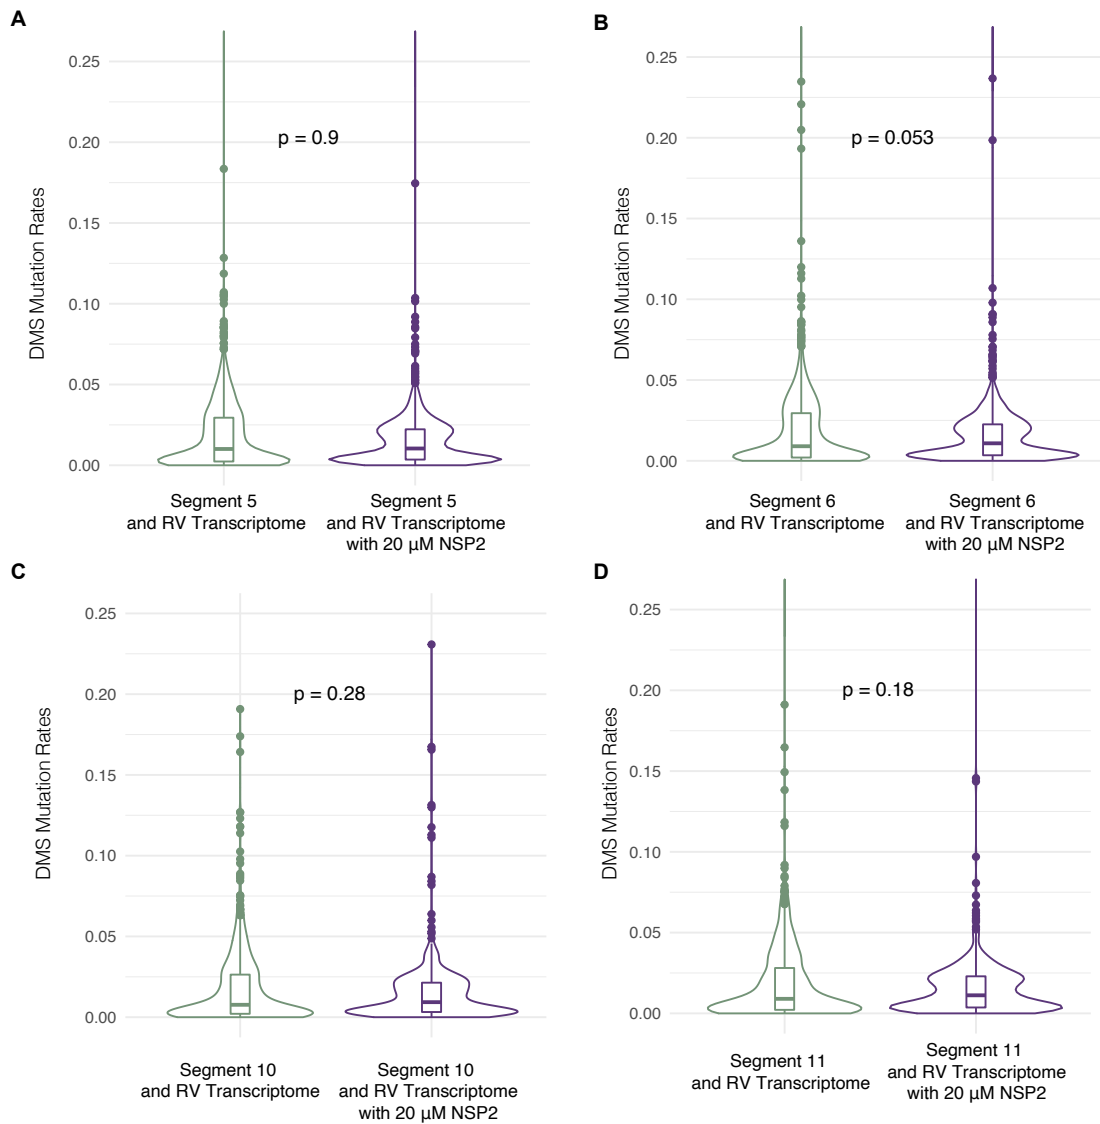 A
DMS Mutation Rates
0.25
0.20
0.15
0.10
0.05
0.00
p = 0.9
Segment 5
and RV Transcriptome
Segment 5
and RV Transcriptome
with 20 µM NSP2
B
DMS Mutation Rates
0.25
0.20
0.15
0.10
0.05
0.00
p = 0.053
Segment 6
and RV Transcriptome
Segment 6
and RV Transcriptome
with 20 µM NSP2
C
DMS Mutation Rates
0.25
0.20
0.15
0.10
0.05
0.00
p = 0.28
Segment 10
and RV Transcriptome
Segment 10
and RV Transcriptome
with 20 µM NSP2
D
DMS Mutation Rates
0.25
0.20
0.15
0.10
0.05
0.00
p = 0.18
Segment 11
and RV Transcriptome
Segment 11
and RV Transcriptome
with 20 µM NSP2